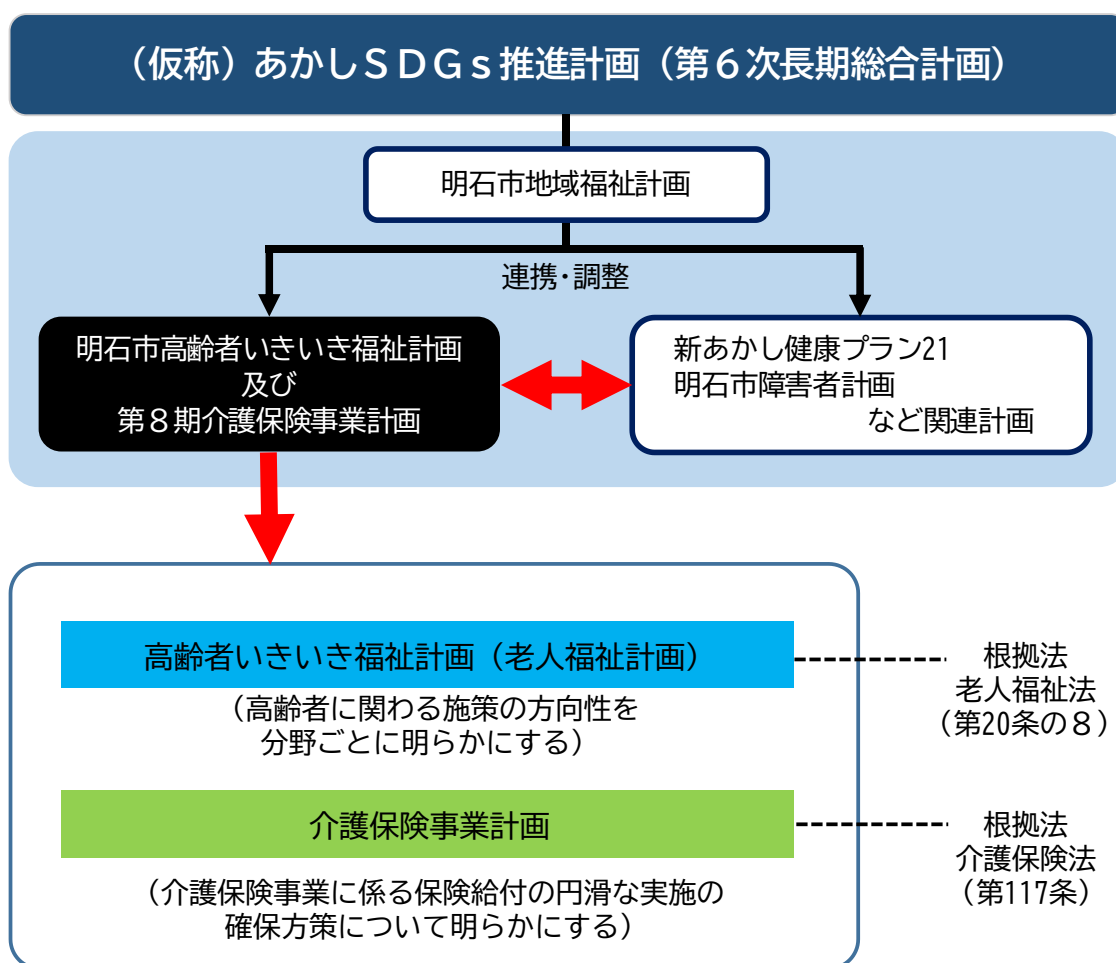 （仮称）あかしＳＤＧｓ推進計画（第６次長期総合計画）
明石市地域福祉計画
連携・調整
明石市高齢者いきいき福祉計画
及び
第８期介護保険事業計画
新あかし健康プラン21
明石市障害者計画
など関連計画
高齢者いきいき福祉計画（老人福祉計画）
（高齢者に関わる施策の方向性を
分野ごとに明らかにする）
根拠法
老人福祉法
（第20条の８）
介護保険事業計画
（介護保険事業に係る保険給付の円滑な実施の
確保方策について明らかにする）
根拠法
介護保険法
（第117条）